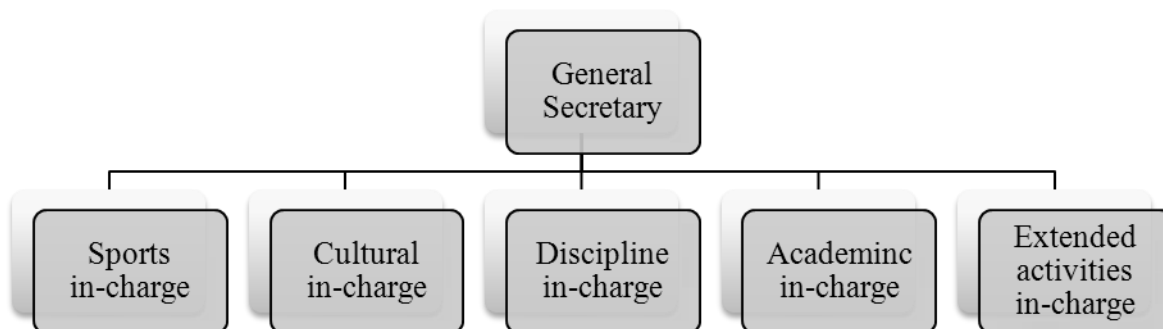 General
Secretary
Sports
in-charge
Cultural
in-charge
Discipline
in-charge
Academinc
in-charge
Extended
activities
in-charge